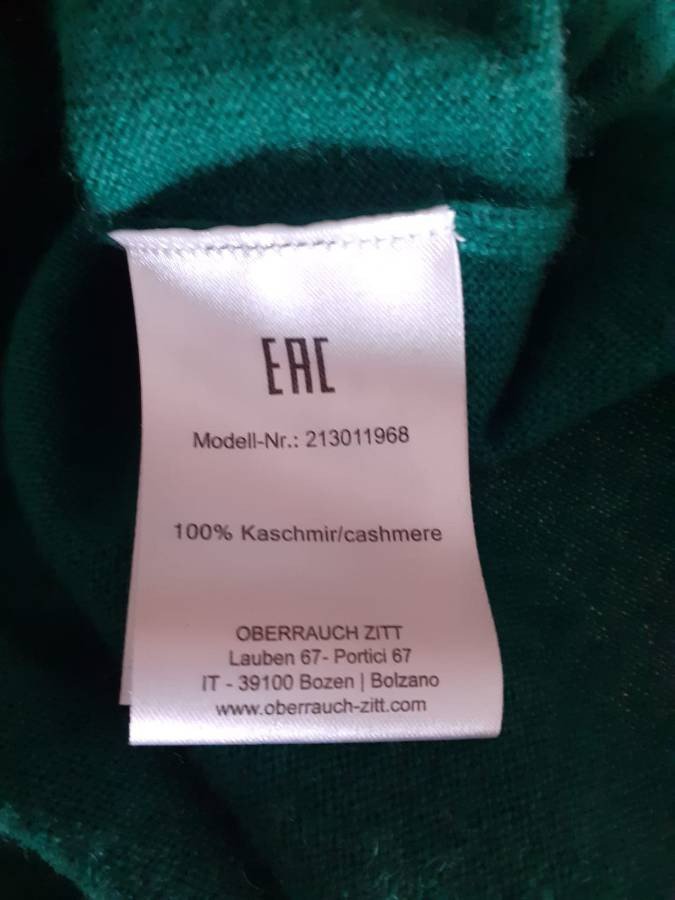 EAC
Modell-Nr.: 213011968
100% Kaschmir/cashmere
OBERRAUCH ZITT
Lauben 67- Portici 67
IT - 39100 Bozen | Bolzano
www.oberrauch-zitt.com